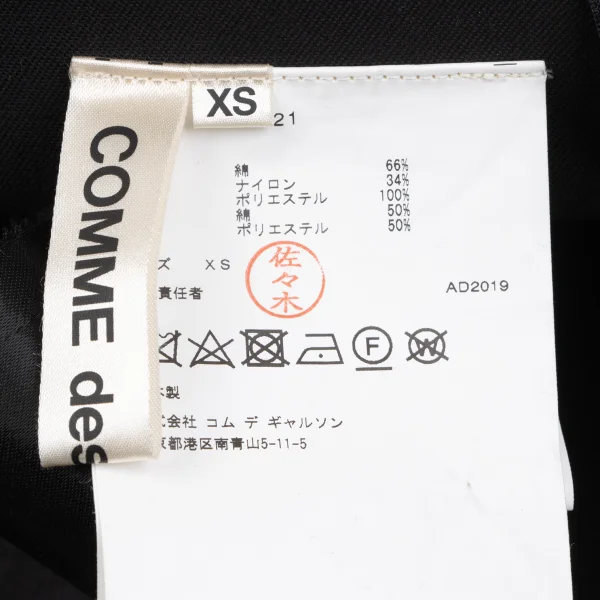 COMME des
XS
21
綿 66%
ナイロン 34%
ポリエステル 100%
綿 50%
ポリエステル 50%
ズ XS
佐々木
責任者
AD2019
F
W
本製
式会社 コム デ ギャルソン
京都港区南青山5-11-5